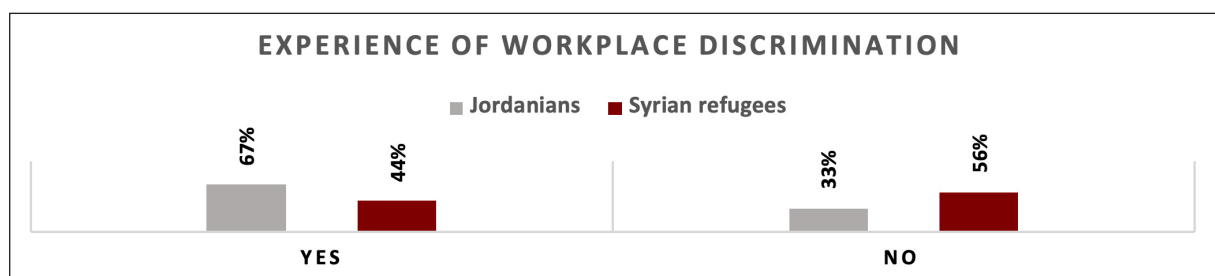 EXPERIENCE OF WORKPLACE DISCRIMINATION
Jordanians Syrian refugees
67% 44% 33% 56%
YES NO